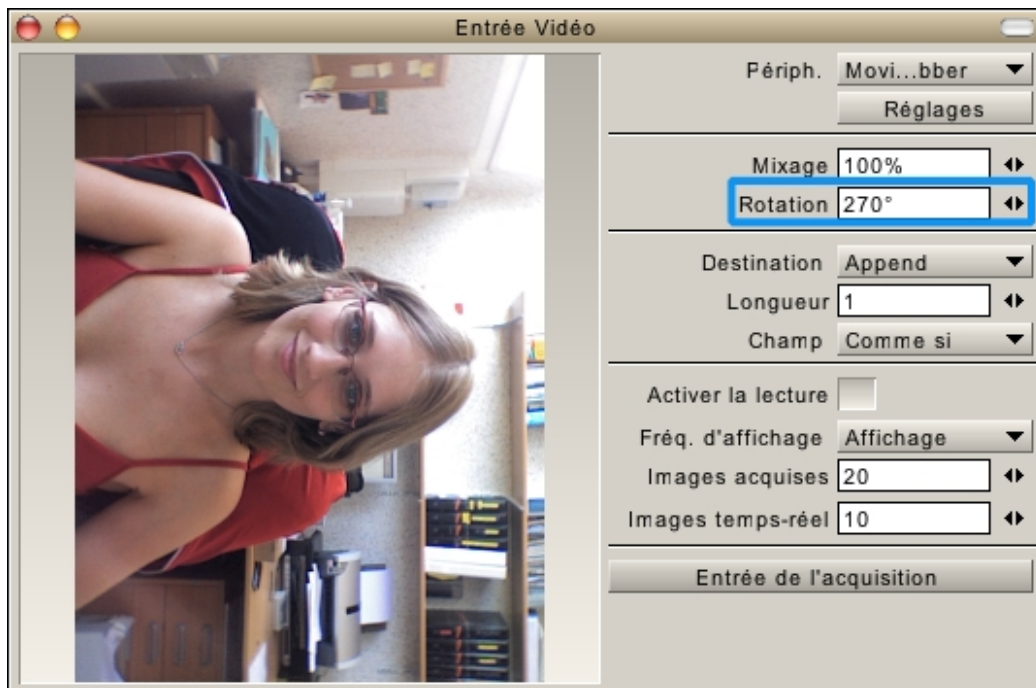 Entrée Vidéo
Périph. Movi...bber
Réglages
Mixage 100%
Rotation 270°
Destination Append
Longueur 1
Champ Comme si
Activer la lecture
Fréq. d'affichage Affichage
Images acquises 20
Images temps-réel 10
Entrée de l'acquisition